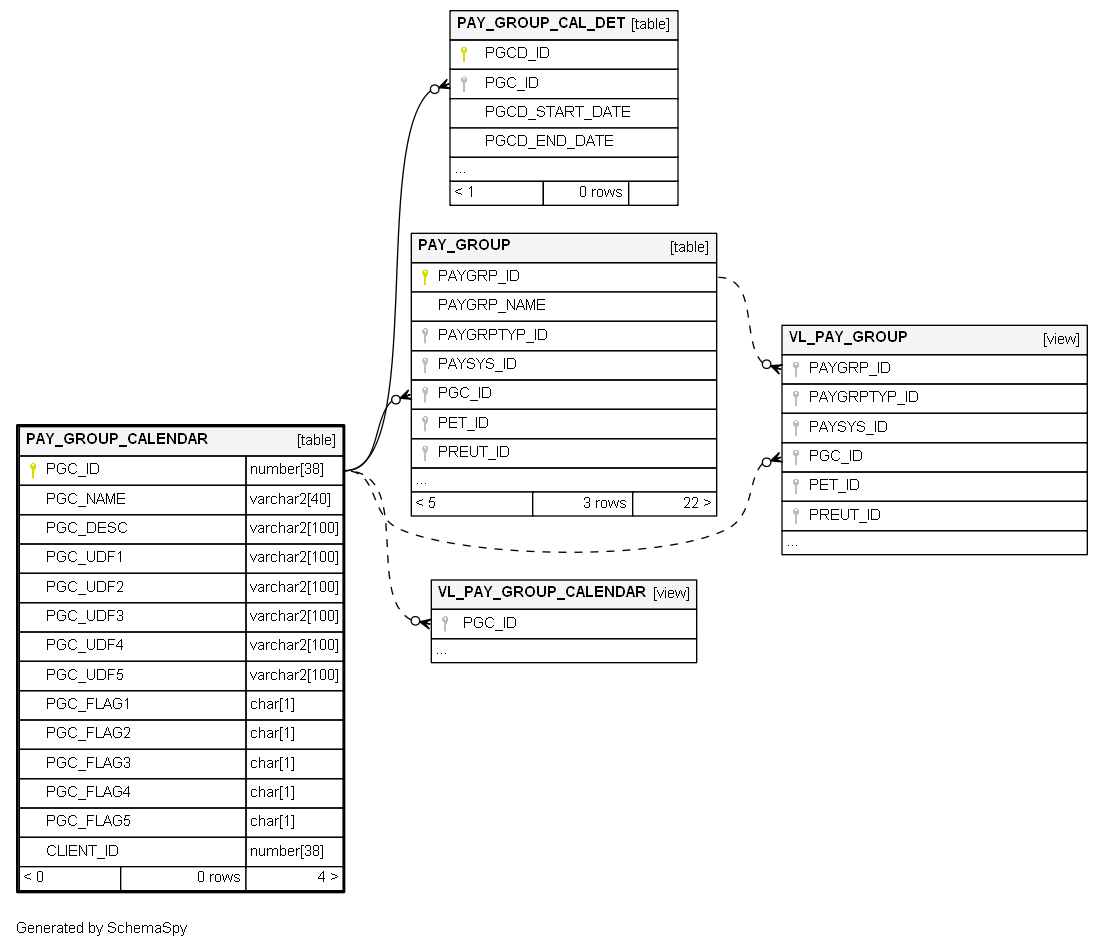 PAY_GROUP_CAL_DET [table]
PGCD_ID
PGC_ID
PGCD_START_DATE
PGCD_END_DATE
...
< 1 0 rows
PAY_GROUP [table]
PAYGRP_ID
PAYGRP_NAME
PAYGRPTYP_ID
PAYSYS_ID
PGC_ID
PET_ID
PREUT_ID
...
< 5 3 rows 22 >
VL_PAY_GROUP [view]
PAYGRP_ID
PAYGRPTYP_ID
PAYSYS_ID
PGC_ID
PET_ID
PREUT_ID
...
PAY_GROUP_CALENDAR [table]
PGC_ID number[38]
PGC_NAME varchar2[40]
PGC_DESC varchar2[100]
PGC_UDF1 varchar2[100]
PGC_UDF2 varchar2[100]
PGC_UDF3 varchar2[100]
PGC_UDF4 varchar2[100]
PGC_UDF5 varchar2[100]
PGC_FLAG1 char[1]
PGC_FLAG2 char[1]
PGC_FLAG3 char[1]
PGC_FLAG4 char[1]
PGC_FLAG5 char[1]
CLIENT_ID number[38]
< 0 0 rows 4 >
VL_PAY_GROUP_CALENDAR [view]
PGC_ID
...
Generated by SchemaSpy